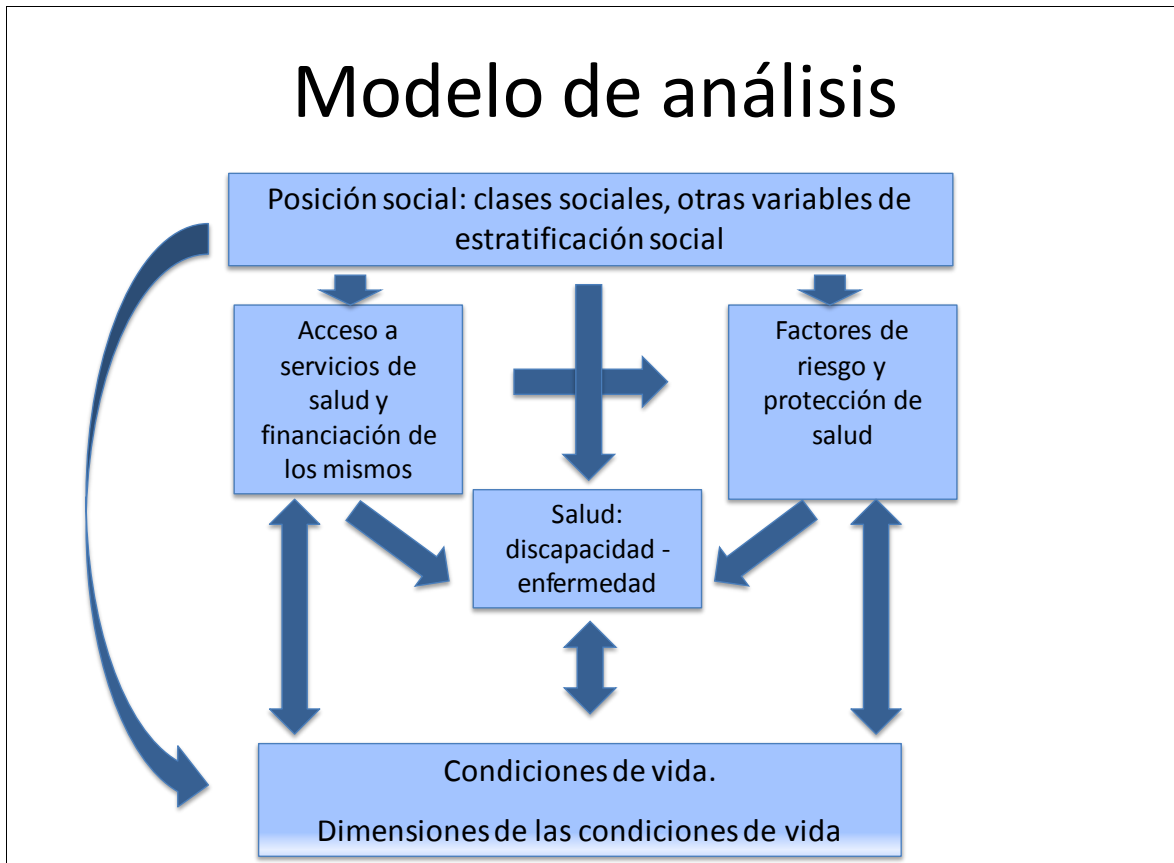 Modelo de análisis
Posición social: clases sociales, otras variables de
estratificación social
Acceso a
servicios de
salud y
financiación de
los mismos
Factores de
riesgo y
protección de
salud
Salud:
discapacidad -
enfermedad
Condiciones de vida.
Dimensiones de las condiciones de vida